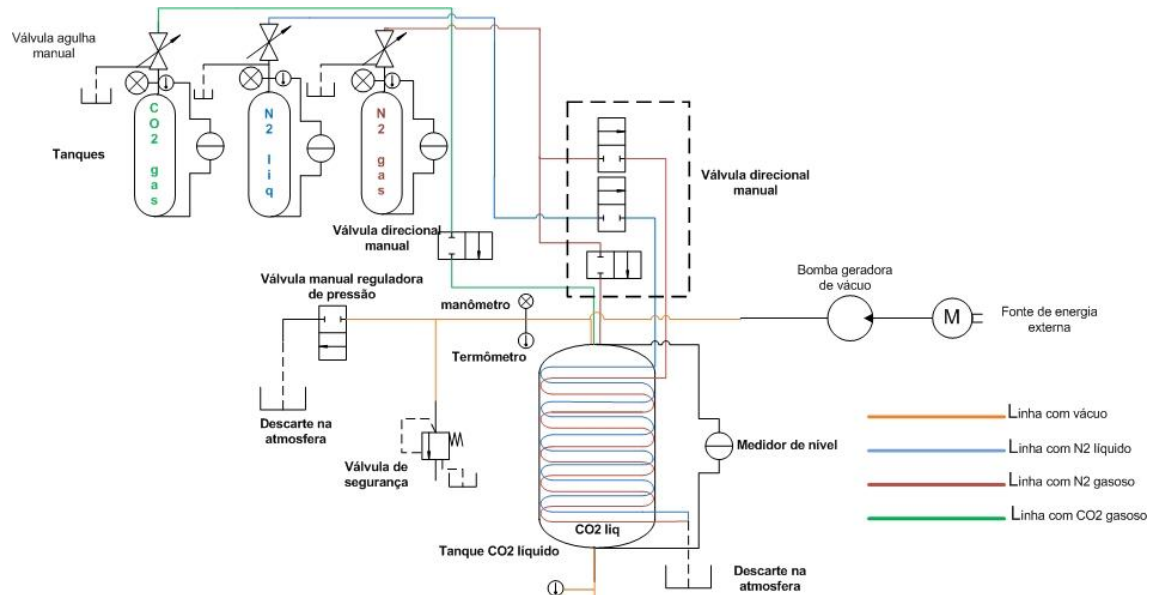 Válvula agulha
manual
CO2 gas
N2 liq
N2 gas
Tanques
Válvula direcional
manual
Válvula direcional
manual
Válvula manual reguladora
de pressão
manômetro
Termômetro
Bomba geradora
de vácuo
M
Fonte de energia
externa
Descarte na
atmosfera
Válvula de
segurança
Medidor de nível
CO2 liq
Tanque CO2 líquido
Descarte na
atmosfera
Linha com vácuo
Linha com N2 líquido
Linha com N2 gasoso
Linha com CO2 gasoso